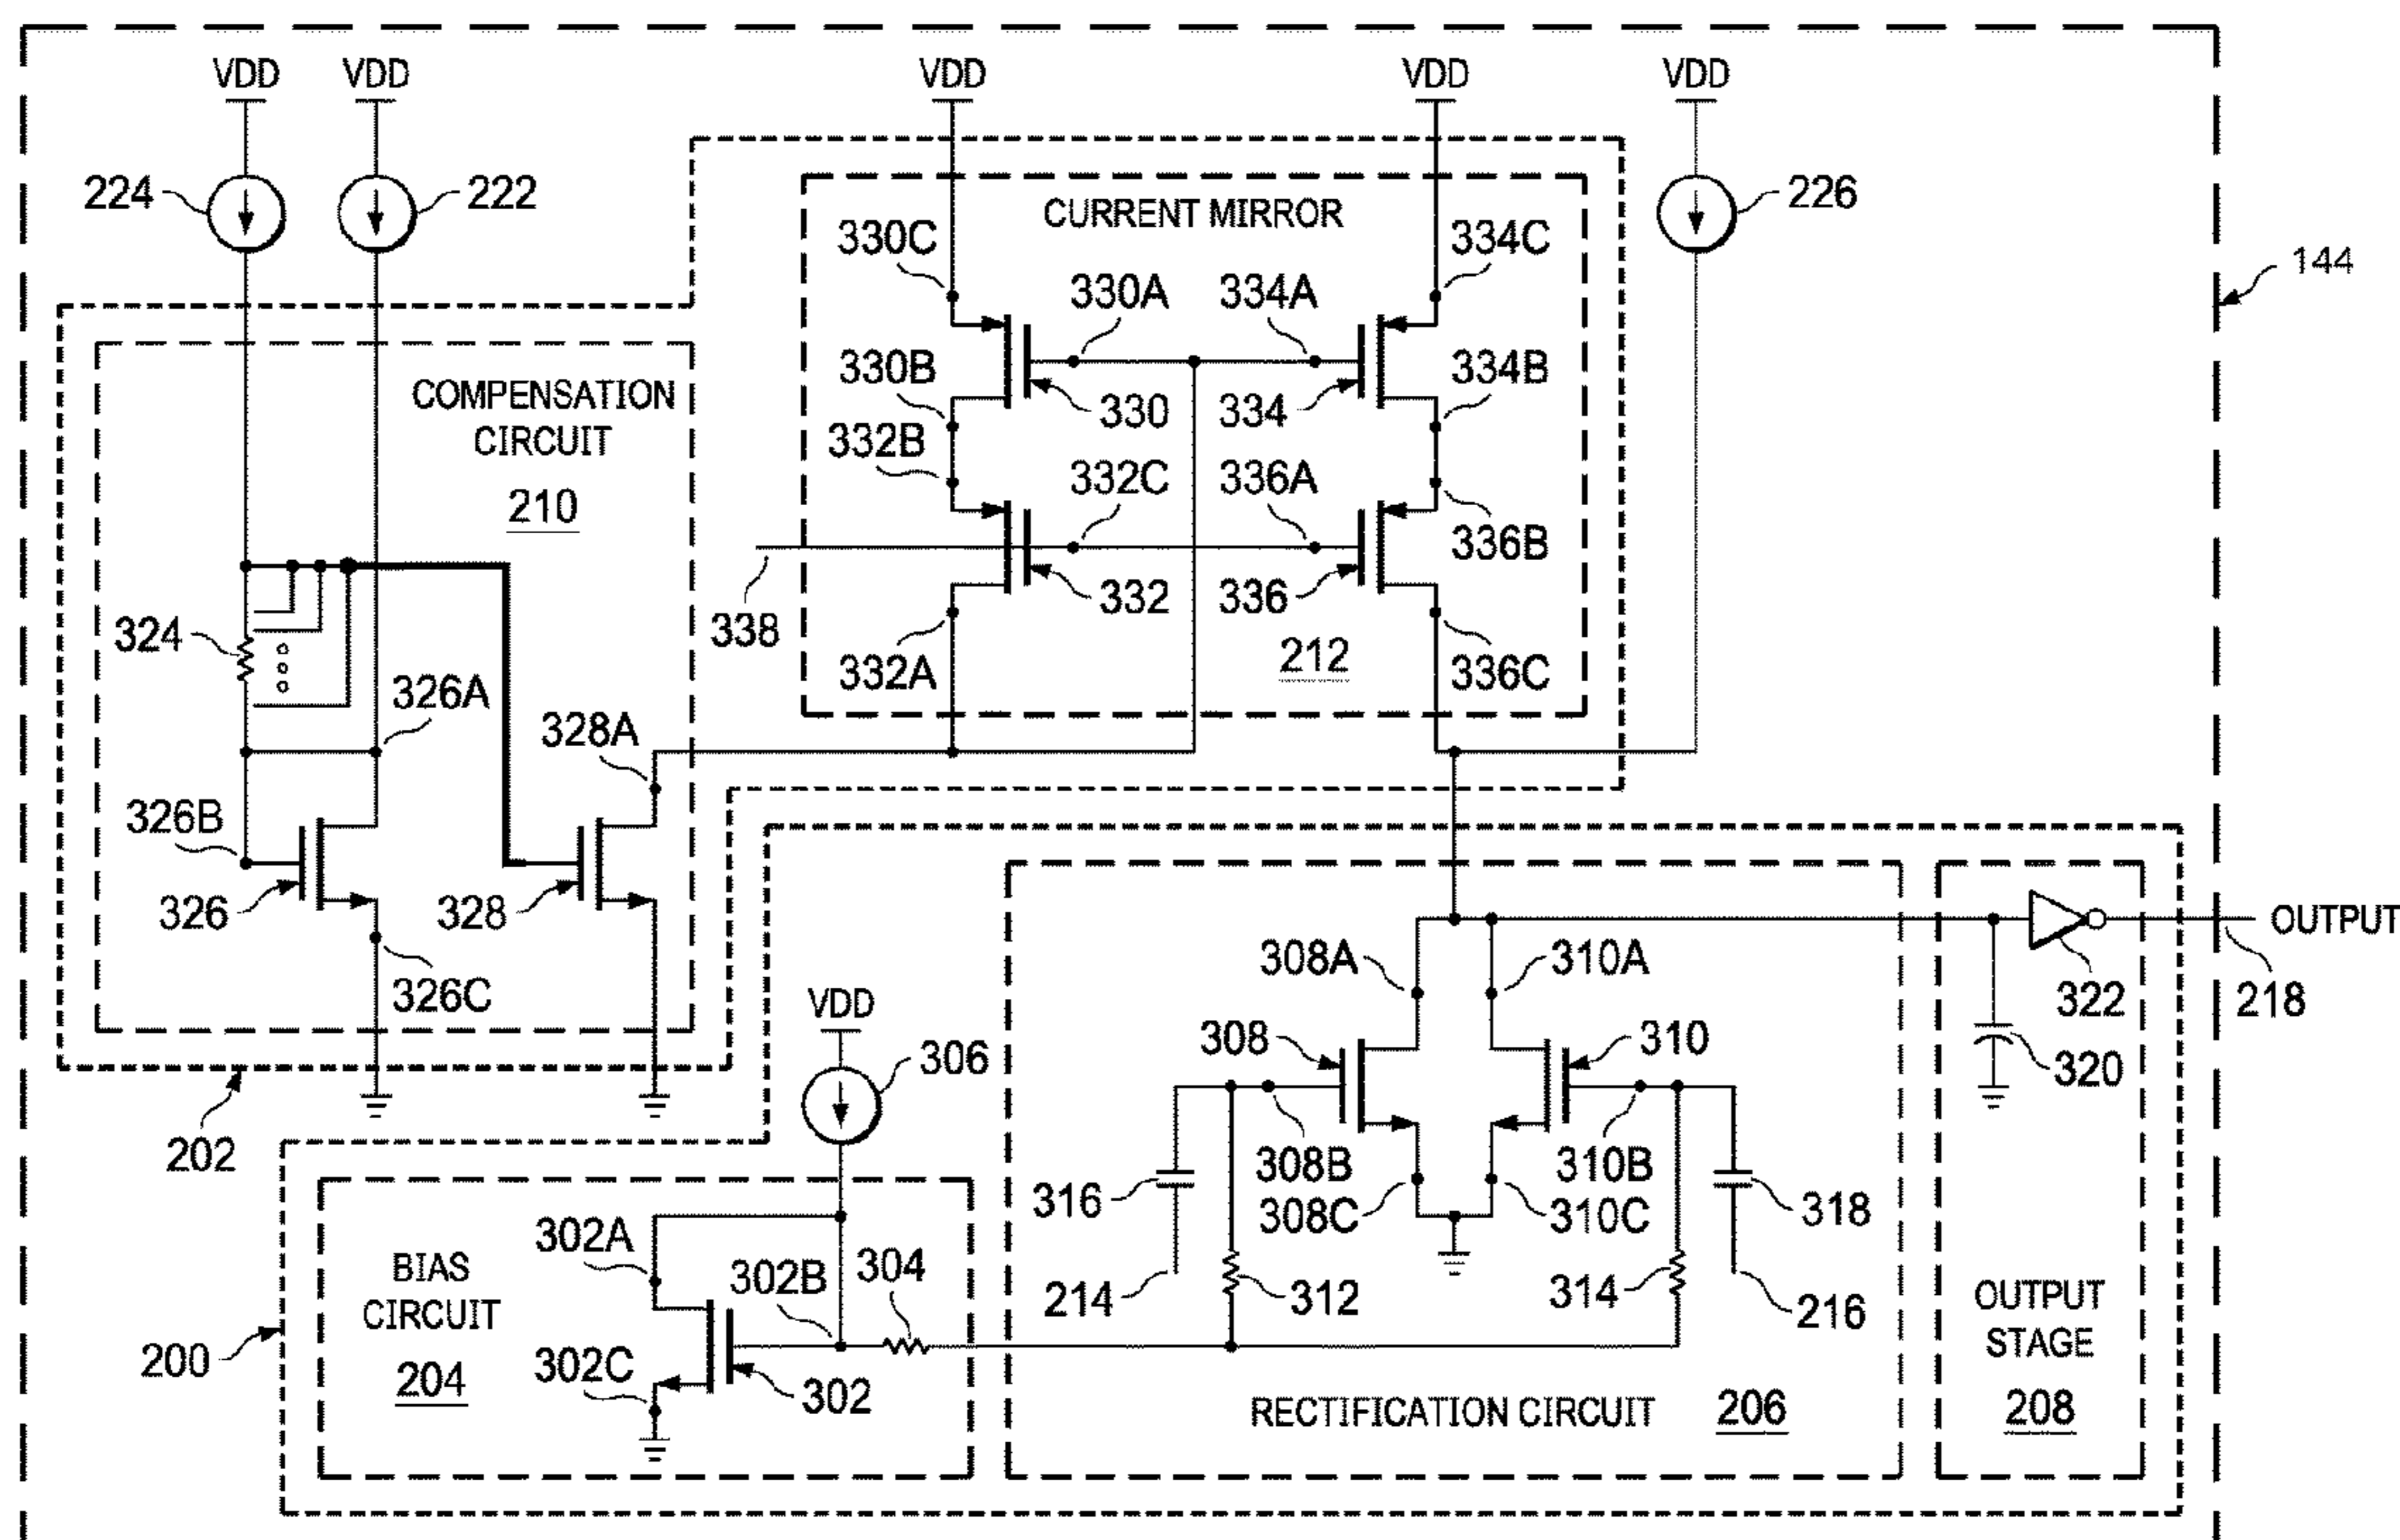 VDD VDD VDD VDD VDD
224 222 226
CURRENT MIRROR
330C 334C
144
330A 334A
330B 334B
COMPENSATION
CIRCUIT
210
330 334
332B 332C 336A
336B
332 336
324 338
332A 212 336C
326A
328A
326B
326 328
326C
OUTPUT
308A 310A
322 218
VDD
308 310
306 320
202
308B 310B
316 308C 310C 318
302A
BIAS
CIRCUIT
302B 304
214 312 314 216
OUTPUT
STAGE
200 302C
204 302
RECTIFICATION CIRCUIT 206 208